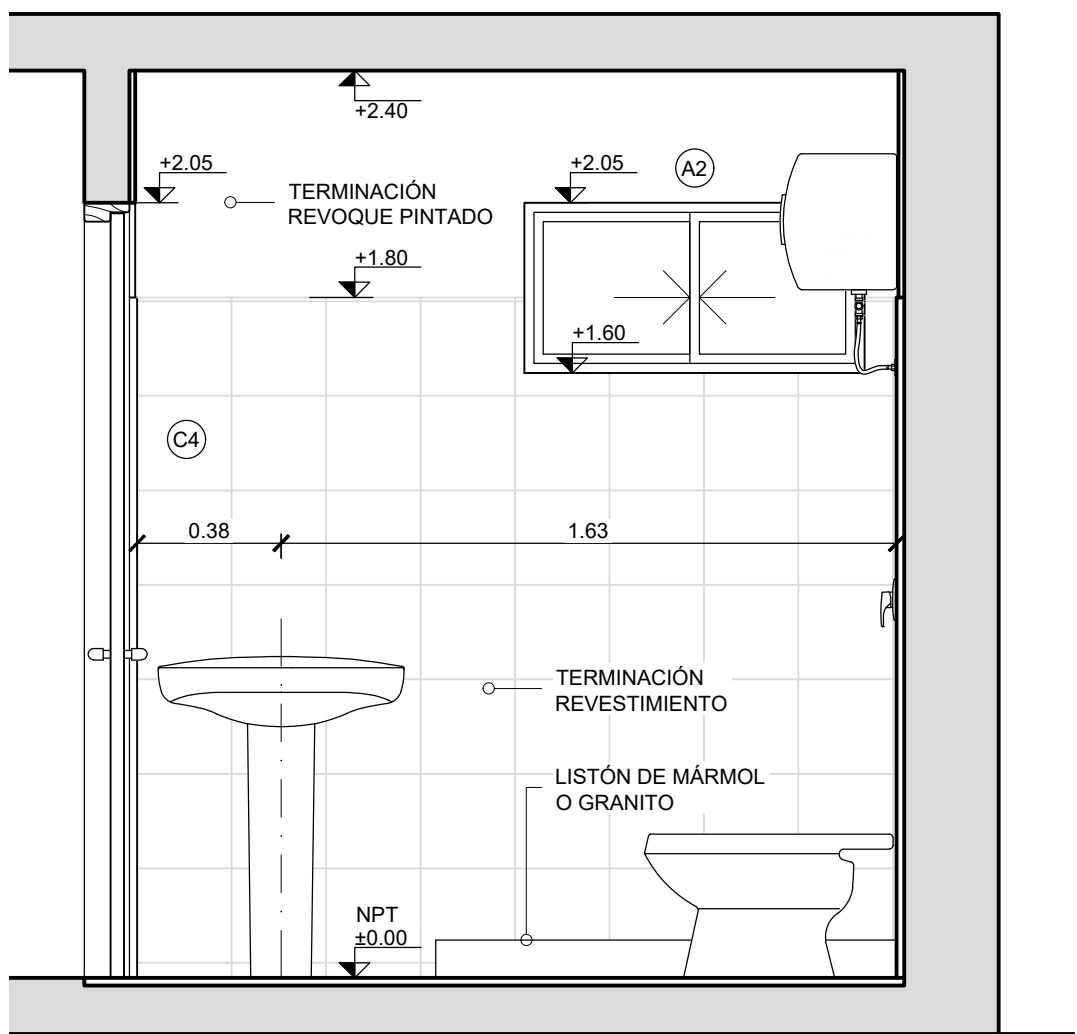 +2.40
+2.05
+2.05
A2
TERMINACIÓN
REVOQUE PINTADO
+1.80
+1.60
C4
0.38
1.63
TERMINACIÓN
REVESTIMIENTO
LISTÓN DE MÁRMOL
O GRANITO
NPT
±0.00